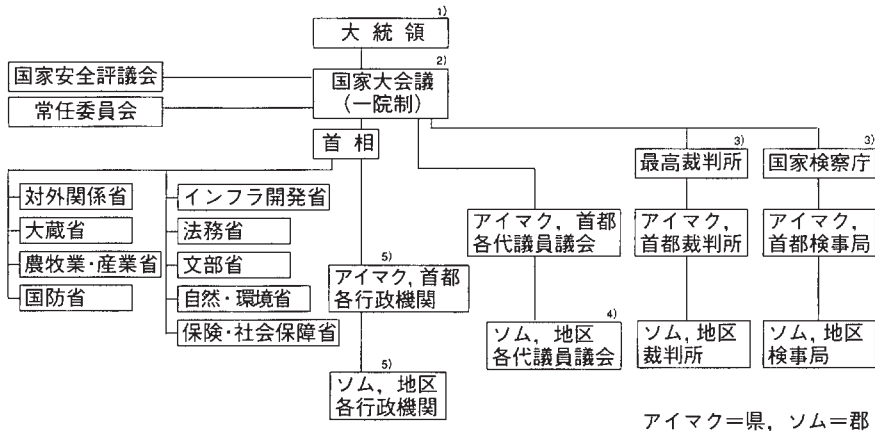 1)
大統領
2)
国家安全評議会
国家大会議
(一院制)
常任委員会
首相
3)
最高裁判所
3)
国家検察庁
対外関係省
大蔵省
農牧業・産業省
国防省
インフラ開発省
法務省
文部省
自然・環境省
保険・社会保障省
5)
アイマク, 首都
各行政機関
5)
ソム, 地区
各行政機関
アイマク, 首都
各代議員議会
4)
ソム, 地区
各代議員議会
アイマク,
首都裁判所
ソム, 地区
裁判所
アイマク,
首都検事局
ソム, 地区
検事局
アイマク=県, ソム=郡